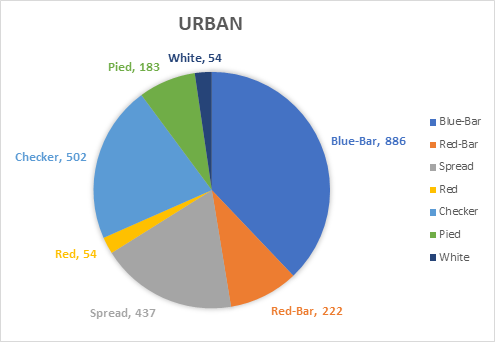 URBAN
White, 54
Pied, 183
Blue-Bar, 886
Checker, 502
Red, 54
Spread, 437
Red-Bar, 222
Blue-Bar
Red-Bar
Spread
Red
Checker
Pied
White